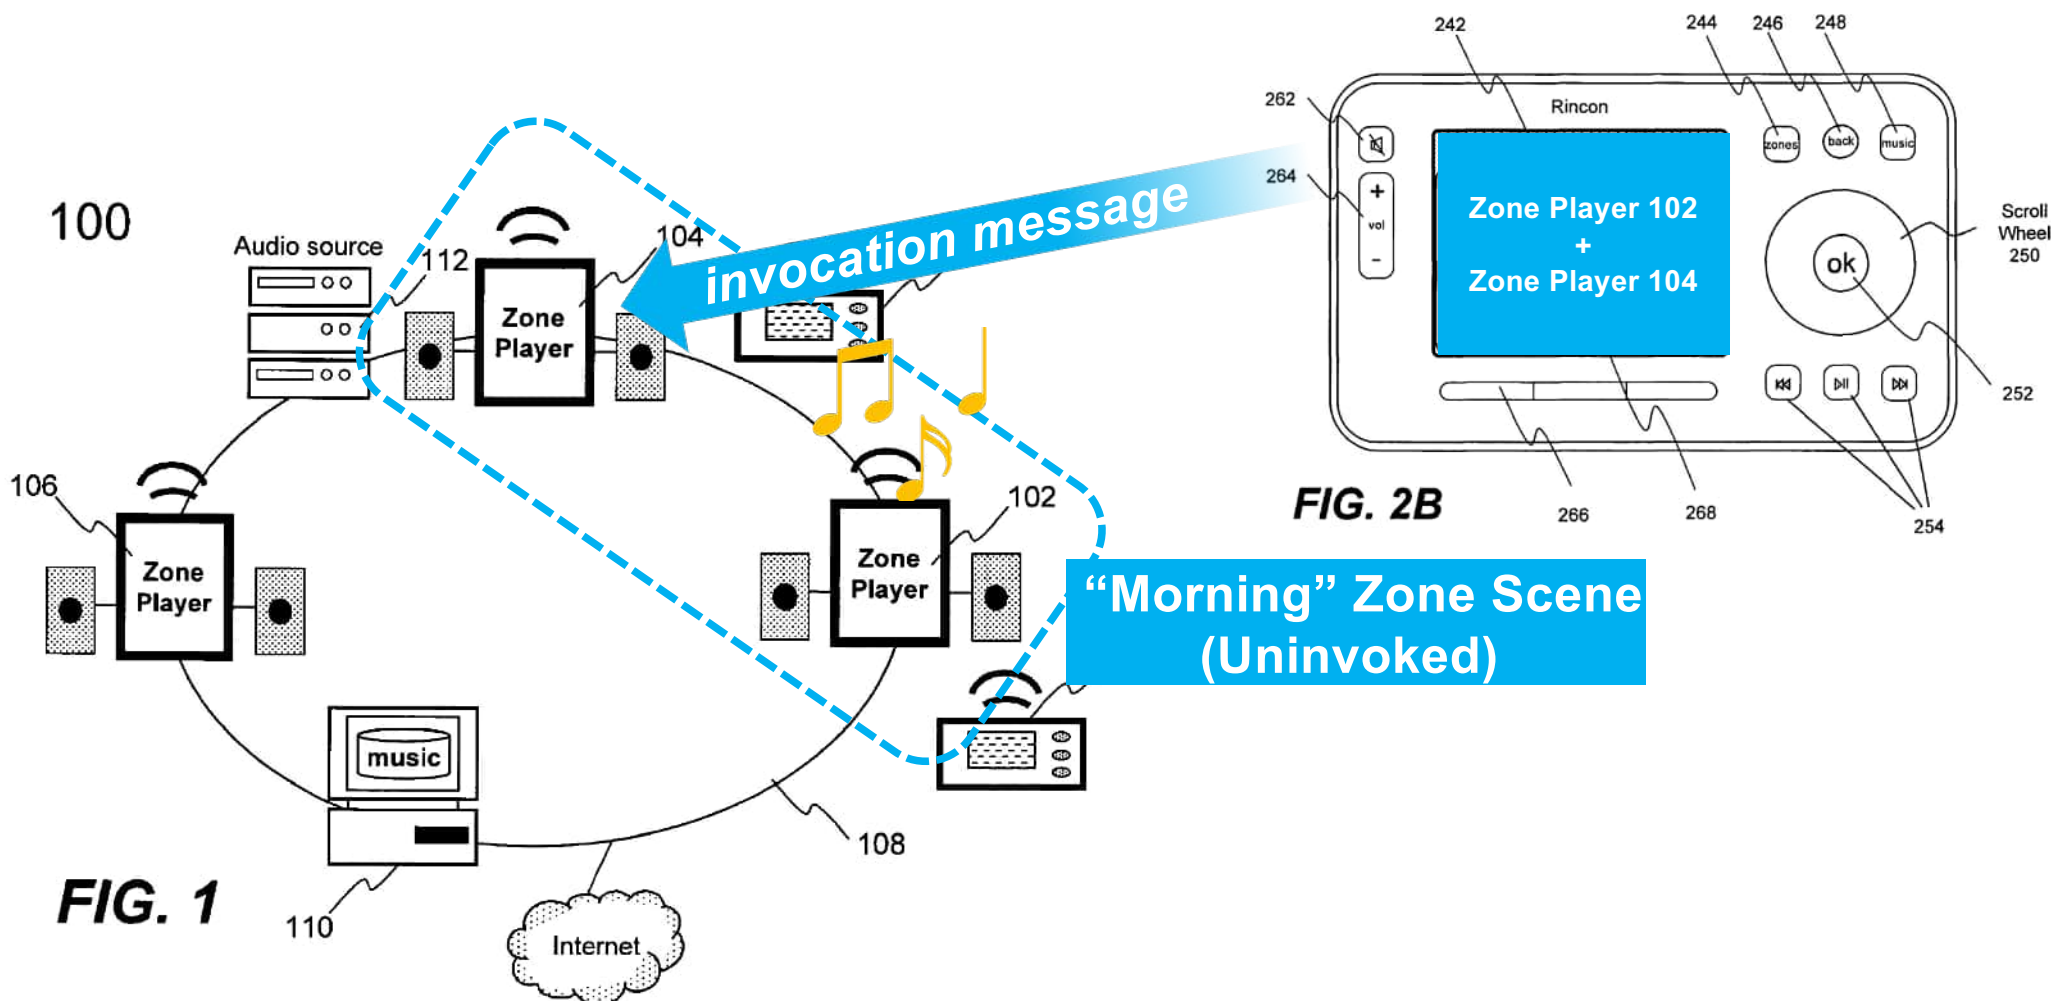 100
Audio source
112
104
Zone
Player
invocation message
106
Zone
Player
102
Zone
Player
music
108
110
Internet
FIG. 1
242
244
246
248
262
Rincon
zones
back
music
264
+
vol
-
Zone Player 102
+
Zone Player 104
ok
Scroll
Wheel
250
252
FIG. 2B
266
268
254
“Morning” Zone Scene
(Uninvoked)